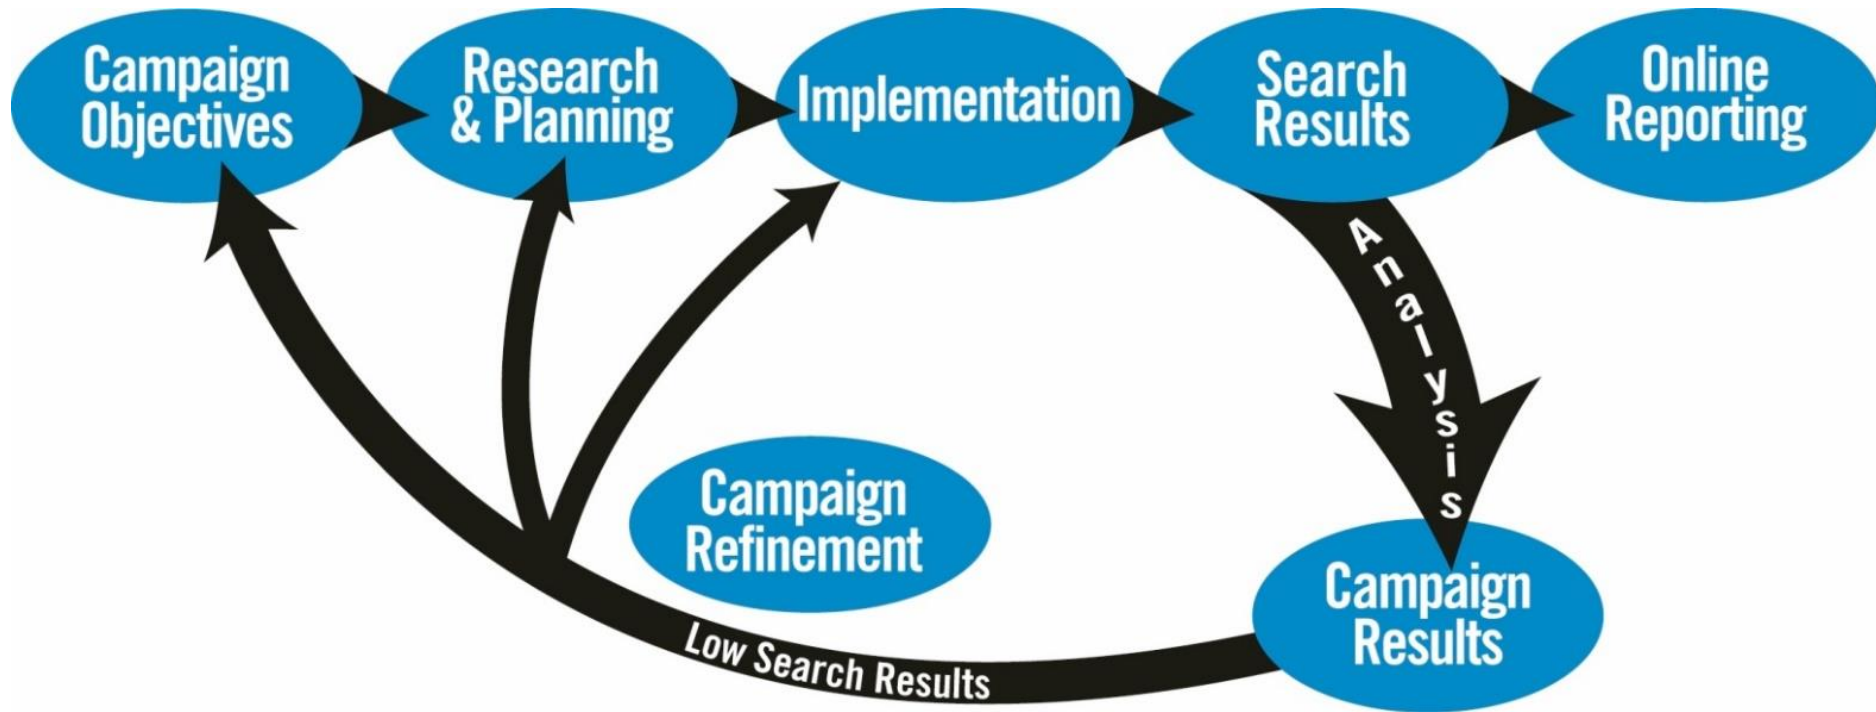 Campaign
Objectives
Research
& Planning
Implementation
Search
Results
Online
Reporting
Analysis
Campaign
Refinement
Campaign
Results
Low Search Results